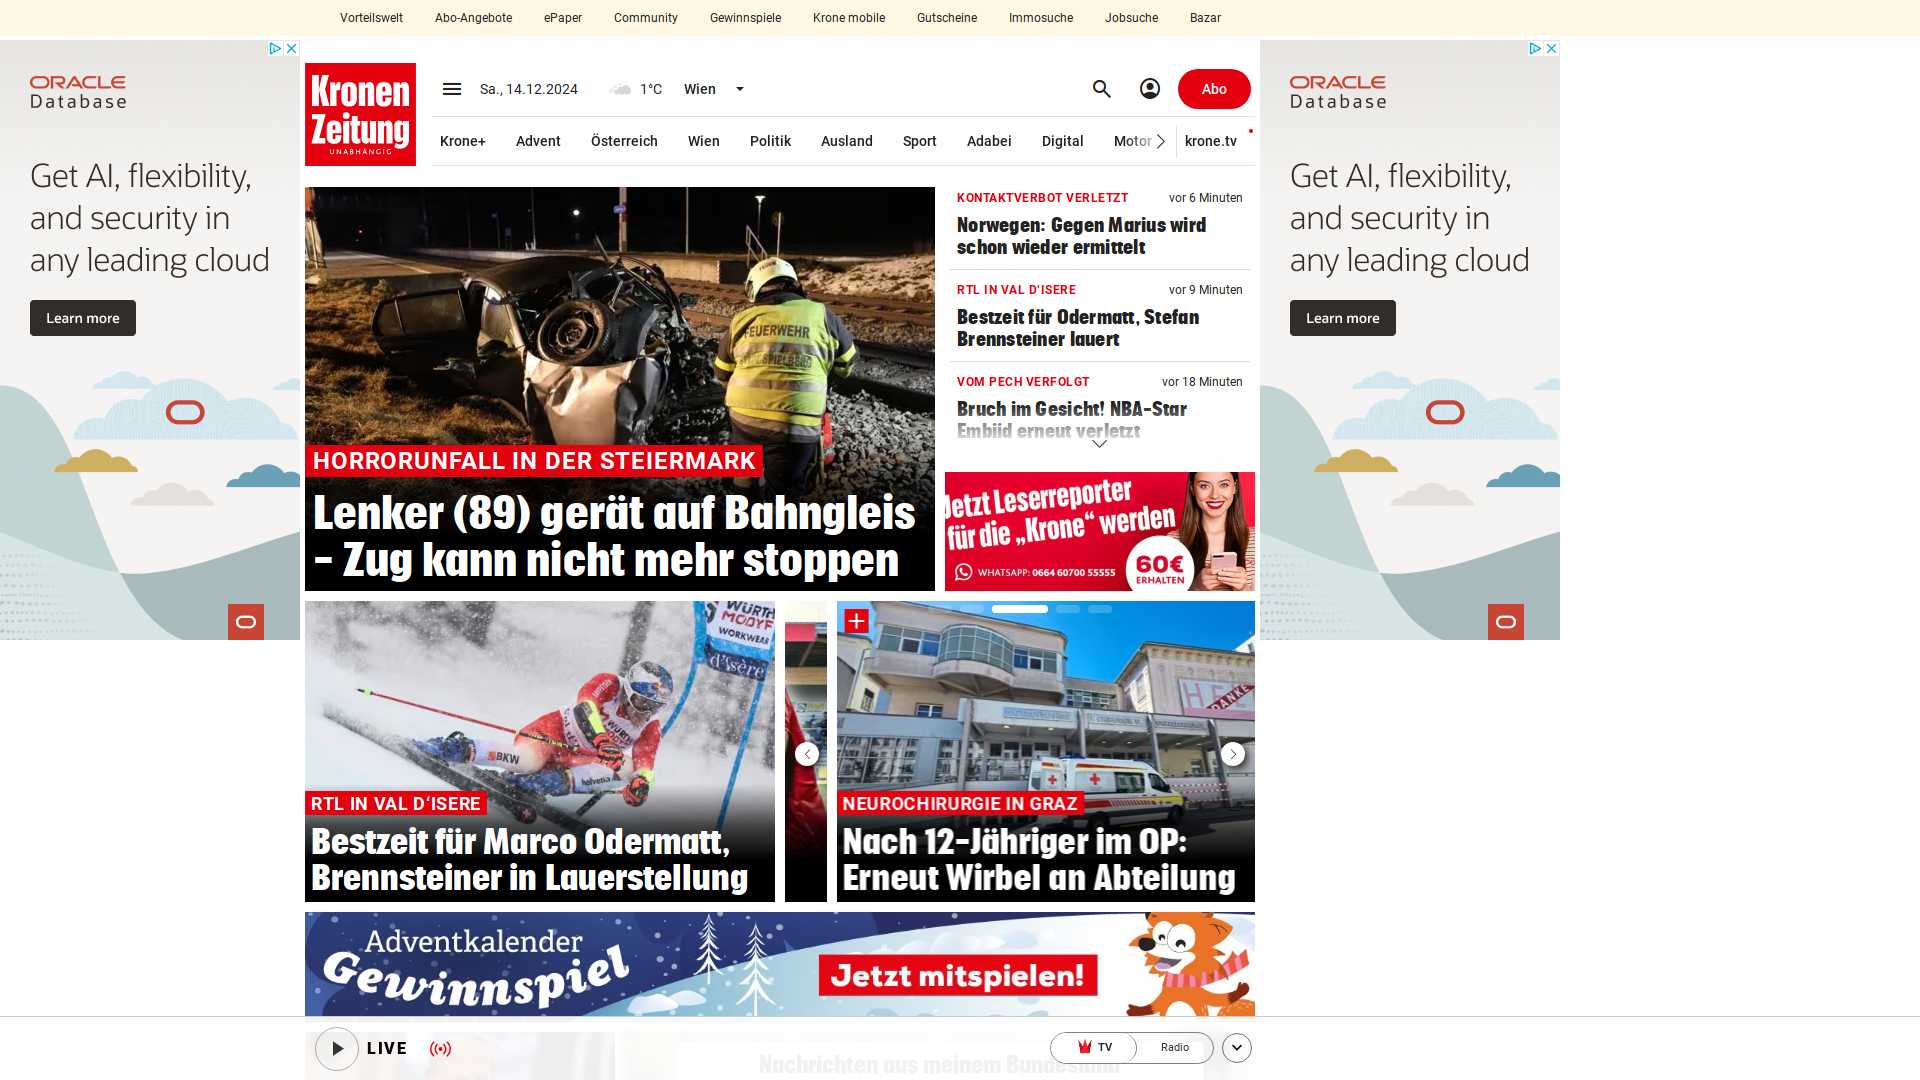 Vorteilswelt
Abo-Angebote
ePaper
Community
Gewinnspiele
Krone mobile
Gutscheine
Immosuche
Jobsuche
Bazar
ORACLE
Database
Get AI, flexibility,
and security in
any leading cloud
Learn more
Kronen
Zeitung
UNABHÄNGIG
Sa., 14.12.2024
1°C
Wien
Abo
Krone+
Advent
Österreich
Wien
Politik
Ausland
Sport
Adabei
Digital
Motor
krone.tv
FEUERWEHR
HORRORUNFALL IN DER STEIERMARK
Lenker (89) gerät auf Bahngleis
– Zug kann nicht mehr stoppen
KONTAKTVERBOT VERLETZT
vor 6 Minuten
Norwegen: Gegen Marius wird
schon wieder ermittelt
RTL IN VAL D‘ISERE
vor 9 Minuten
Bestzeit für Odermatt, Stefan
Brennsteiner lauert
VOM PECH VERFOLGT
vor 18 Minuten
Bruch im Gesicht! NBA-Star
Embiid erneut verletzt
Jetzt Leserreporter
für die „Krone“ werden
WHATSAPP: 0664 60700 55555
60€
ERHALTEN
ORACLE
Database
Get AI, flexibility,
and security in
any leading cloud
Learn more
WÜRTH
MODYF
WORKWEAR
d'Isère
BKW
helvetia
RTL IN VAL D‘ISERE
Bestzeit für Marco Odermatt,
Brennsteiner in Lauerstellung
DANKE
NEUROCHIRURGIE IN GRAZ
Nach 12-Jähriger im OP:
Erneut Wirbel an Abteilung
Adventkalender
Gewinnspiel
Jetzt mitspielen!
LIVE
TV
Radio
Nachrichten aus meinem Bundesland